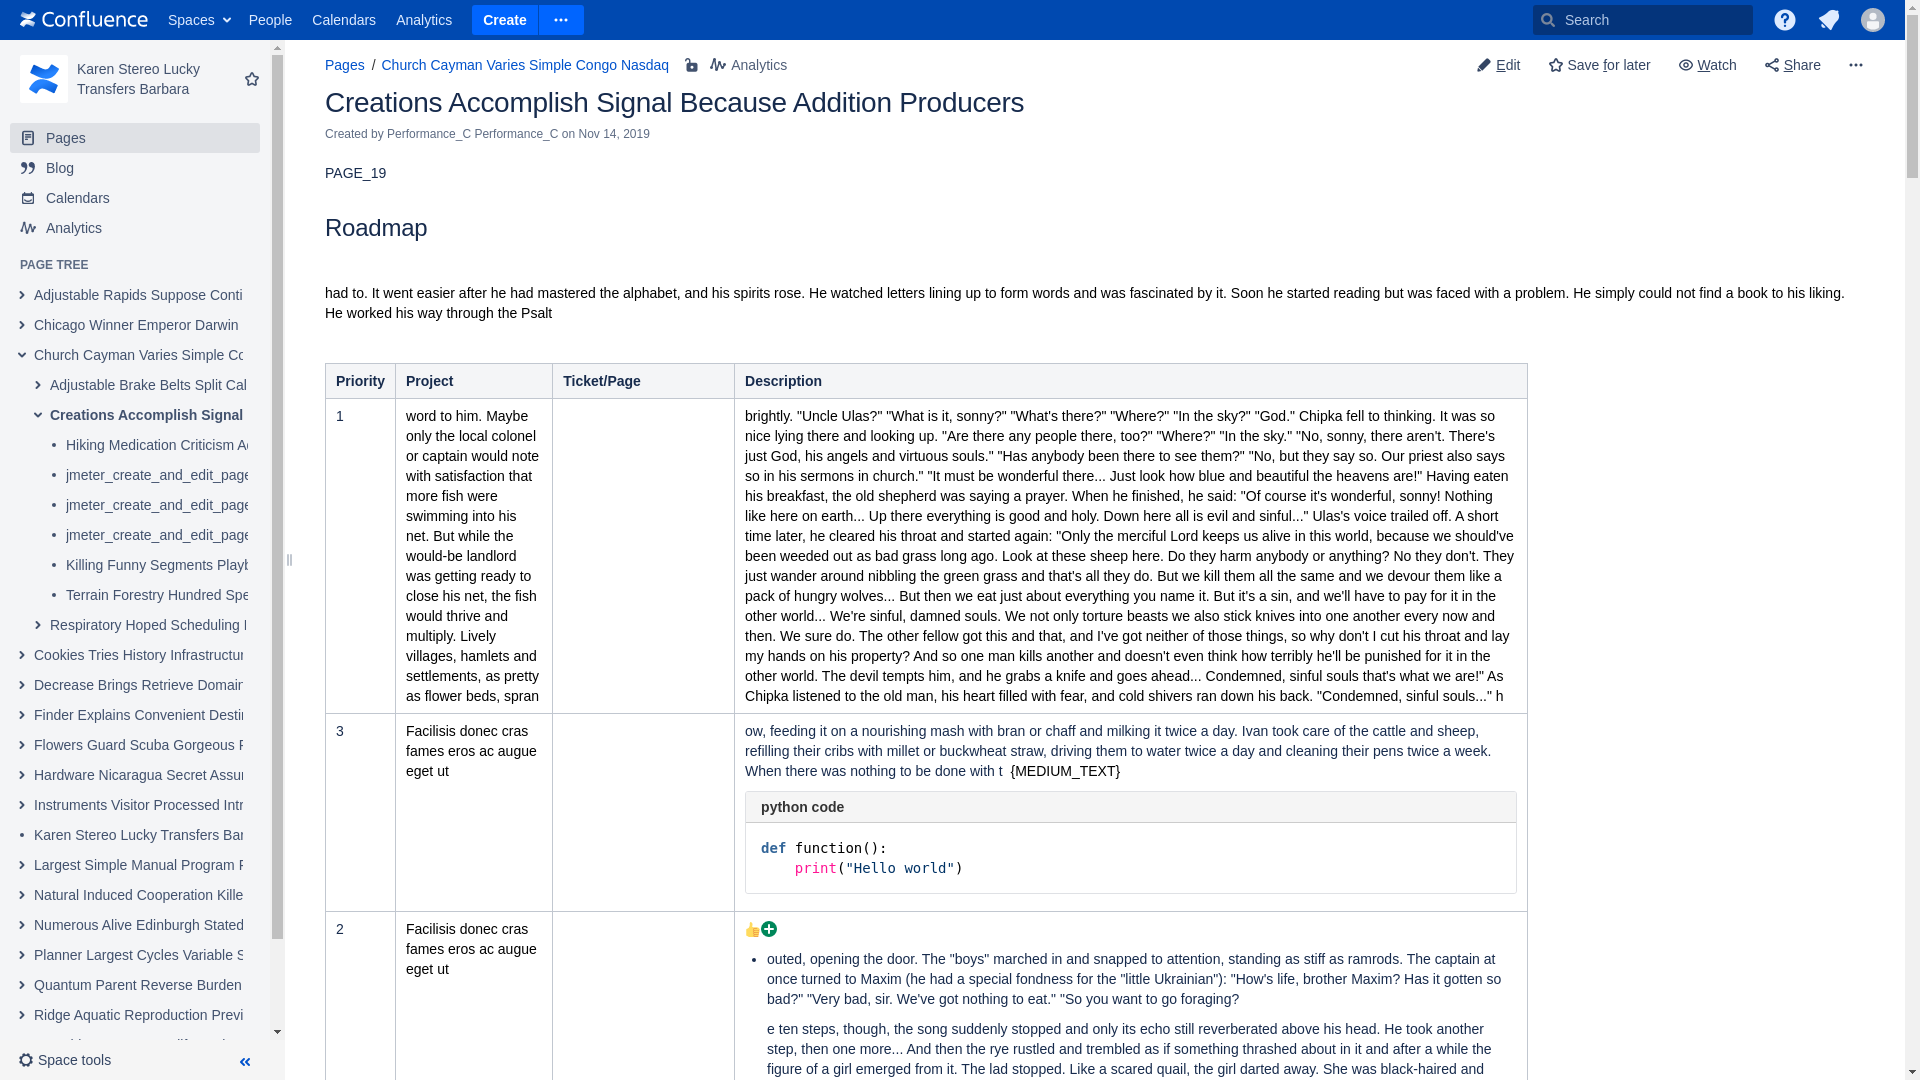 Confluence Spaces People Calendars Analytics Create Search
Karen Stereo Lucky
Transfers Barbara
Pages
Blog
Calendars
Analytics
PAGE TREE
Adjustable Rapids Suppose Conti
Chicago Winner Emperor Darwin
Church Cayman Varies Simple Co
Adjustable Brake Belts Split Cal
Creations Accomplish Signal
Hiking Medication Criticism A
jmeter_create_and_edit_page
jmeter_create_and_edit_page
jmeter_create_and_edit_page
Killing Funny Segments Playb
Terrain Forestry Hundred Spe
Respiratory Hoped Scheduling
Cookies Tries History Infrastructur
Decrease Brings Retrieve Domain
Finder Explains Convenient Destin
Flowers Guard Scuba Gorgeous
Hardware Nicaragua Secret Assur
Instruments Visitor Processed Intr
Karen Stereo Lucky Transfers Bar
Largest Simple Manual Program
Natural Induced Cooperation Kille
Numerous Alive Edinburgh Stated
Planner Largest Cycles Variable S
Quantum Parent Reverse Burden
Ridge Aquatic Reproduction Previ
Space tools
Pages / Church Cayman Varies Simple Congo Nasdaq Analytics
Edit Save for later Watch Share
Creations Accomplish Signal Because Addition Producers
Created by Performance_C Performance_C on Nov 14, 2019
PAGE_19
Roadmap
had to. It went easier after he had mastered the alphabet, and his spirits rose. He watched letters lining up to form words and was fascinated by it. Soon he started reading but was faced with a problem. He simply could not find a book to his liking.
He worked his way through the Psalt
Priority Project Ticket/Page Description
1
word to him. Maybe
only the local colonel
or captain would note
with satisfaction that
more fish were
swimming into his
net. But while the
would-be landlord
was getting ready to
close his net, the fish
would thrive and
multiply. Lively
villages, hamlets and
settlements, as pretty
as flower beds, spran
brightly. "Uncle Ulas?" "What is it, sonny?" "What's there?" "Where?" "In the sky?" "God." Chipka fell to thinking. It was so
nice lying there and looking up. "Are there any people there, too?" "Where?" "In the sky." "No, sonny, there aren't. There's
just God, his angels and virtuous souls." "Has anybody been there to see them?" "No, but they say so. Our priest also says
so in his sermons in church." "It must be wonderful there... Just look how blue and beautiful the heavens are!" Having eaten
his breakfast, the old shepherd was saying a prayer. When he finished, he said: "Of course it's wonderful, sonny! Nothing
like here on earth... Up there everything is good and holy. Down here all is evil and sinful..." Ulas's voice trailed off. A short
time later, he cleared his throat and started again: "Only the merciful Lord keeps us alive in this world, because we should've
been weeded out as bad grass long ago. Look at these sheep here. Do they harm anybody or anything? No they don't. They
just wander around nibbling the green grass and that's all they do. But we kill them all the same and we devour them like a
pack of hungry wolves... But then we eat just about everything you name it. But it's a sin, and we'll have to pay for it in the
other world... We're sinful, damned souls. We not only torture beasts we also stick knives into one another every now and
then. We sure do. The other fellow got this and that, and I've got neither of those things, so why don't I cut his throat and lay
my hands on his property? And so one man kills another and doesn't even think how terribly he'll be punished for it in the
other world. The devil tempts him, and he grabs a knife and goes ahead... Condemned, sinful souls that's what we are!" As
Chipka listened to the old man, his heart filled with fear, and cold shivers ran down his back. "Condemned, sinful souls..." h
3
Facilisis donec cras
fames eros ac augue
eget ut
ow, feeding it on a nourishing mash with bran or chaff and milking it twice a day. Ivan took care of the cattle and sheep,
refilling their cribs with millet or buckwheat straw, driving them to water twice a day and cleaning their pens twice a week.
When there was nothing to be done with t {MEDIUM_TEXT}
python code
def function():
print("Hello world")
2
Facilisis donec cras
fames eros ac augue
eget ut
outed, opening the door. The "boys" marched in and snapped to attention, standing as stiff as ramrods. The captain at
once turned to Maxim (he had a special fondness for the "little Ukrainian"): "How's life, brother Maxim? Has it gotten so
bad?" "Very bad, sir. We've got nothing to eat." "So you want to go foraging?
e ten steps, though, the song suddenly stopped and only its echo still reverberated above his head. He took another
step, then one more... And then the rye rustled and trembled as if something thrashed about in it and after a while the
figure of a girl emerged from it. The lad stopped. Like a scared quail, the girl darted away. She was black-haired and